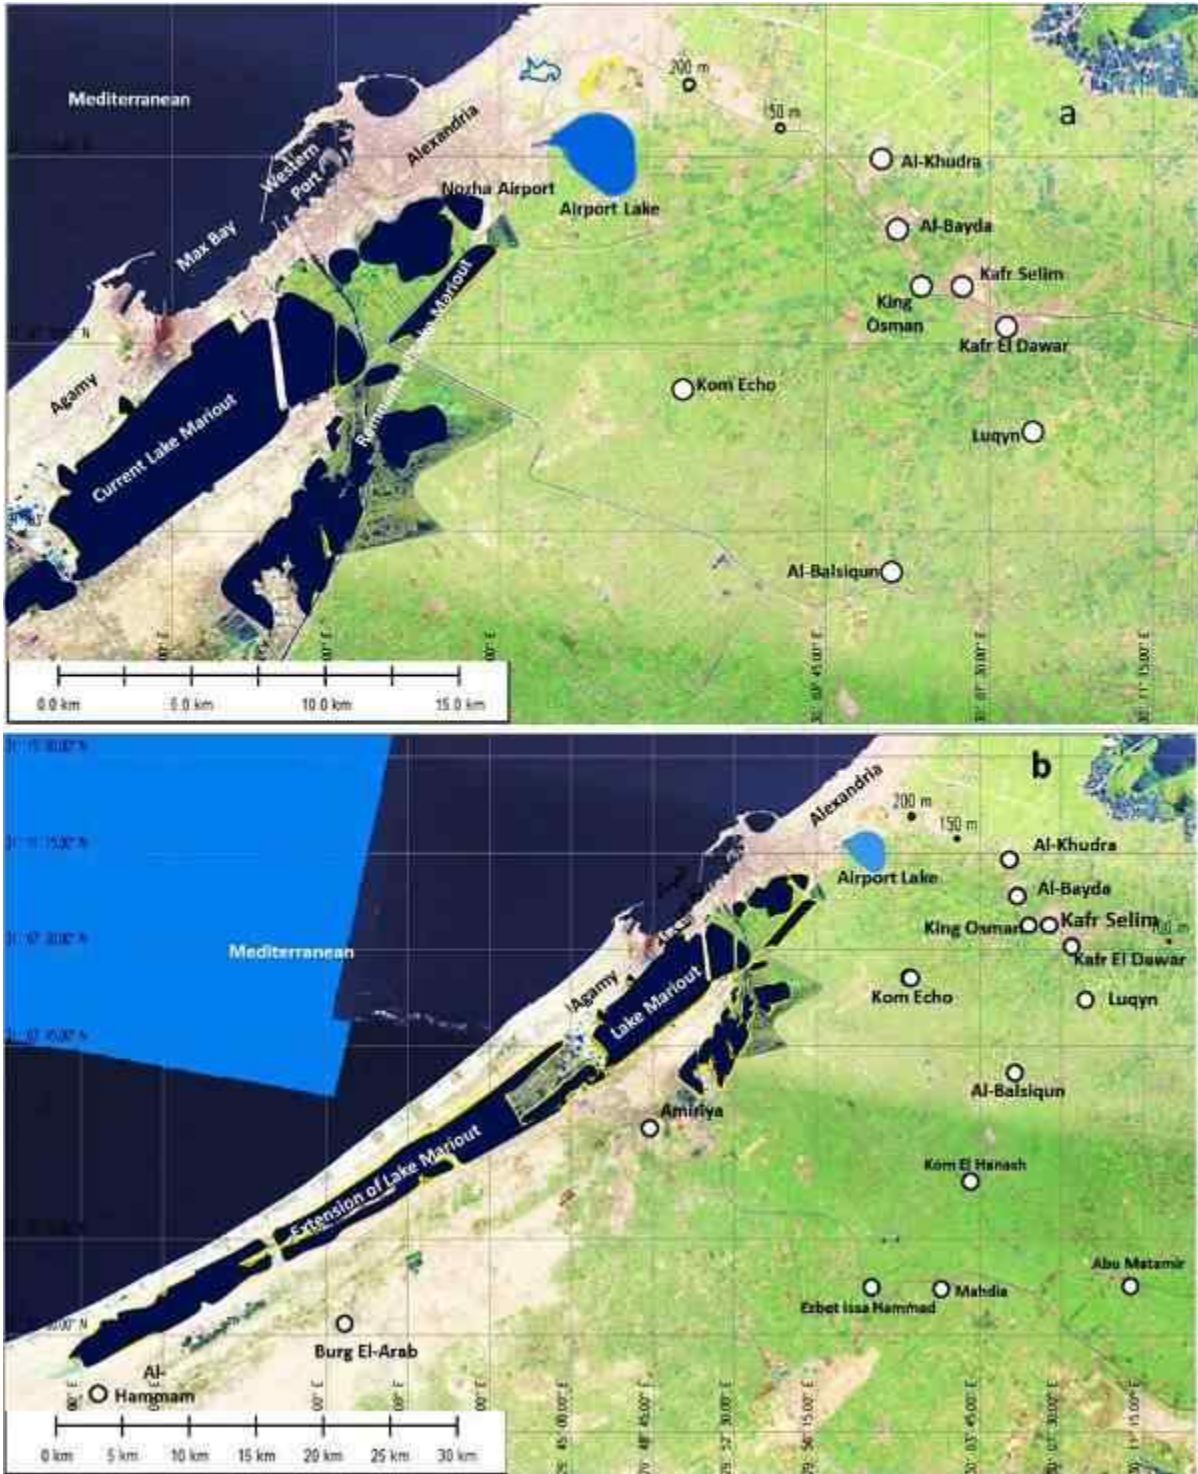 Mediterranean
200 m
a
150 m
Alexandria
Western
Port
Al-Khudra
Nozha Airport
Airport Lake
Al-Bayda
Max Bay
Kafr Selim
King
Osman
Kafr El Dawar
Agamy
Kom Echo
Current Lake Mariout
Luqyn
Al-Balsiqun
0.0 km
5.0 km
10.0 km
15.0 km
b
Alexandria
200 m
150 m
Al-Khudra
Airport Lake
Al-Bayda
King Osman
Kafr Selim
Mediterranean
Kafr El Dawar
Agamy
Kom Echo
Luqyn
Lake Mariout
Al-Balsiqun
Amiriya
Extension of Lake Mariout
Kom El Hanash
Abu Matamir
Ezbet Issa Hammad
Mahdia
Burg El-Arab
Al-
Hammam
0 km
5 km
10 km
15 km
20 km
25 km
30 km